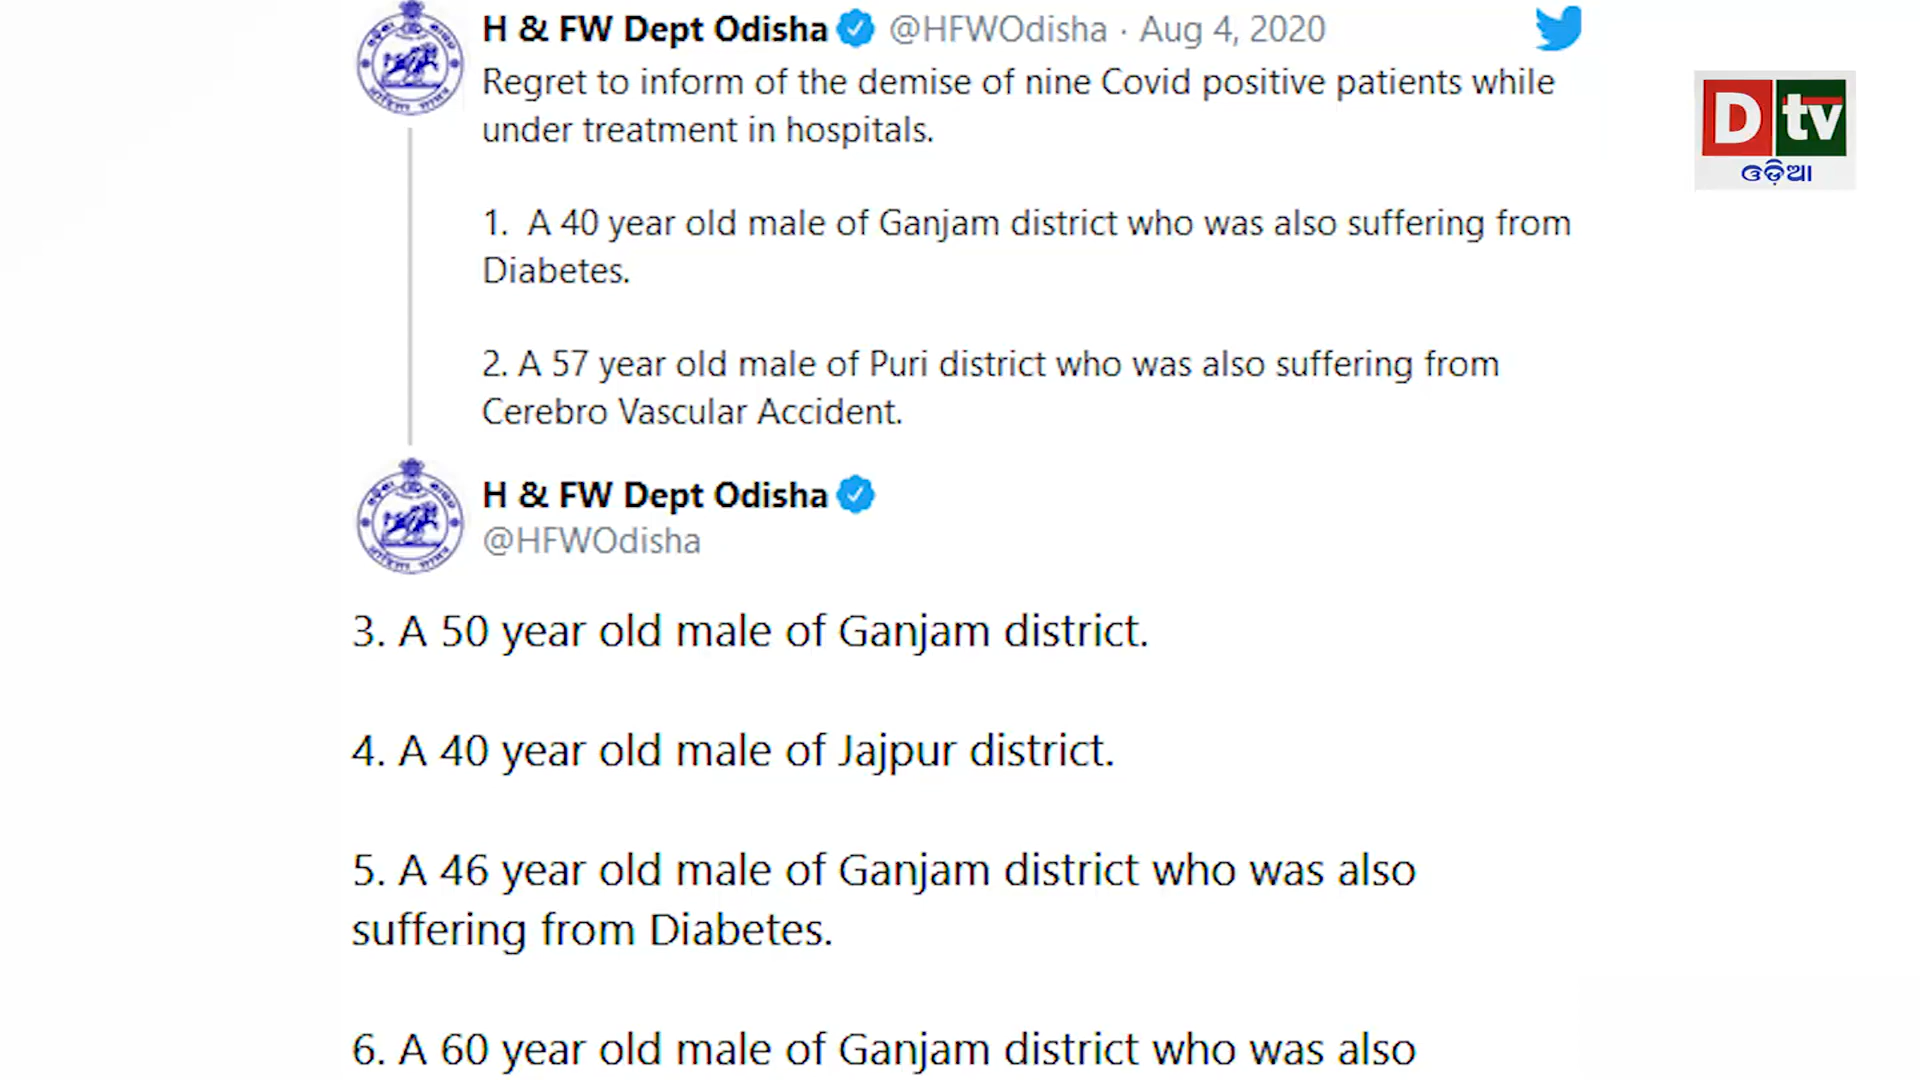 H & FW Dept Odisha @HFWOdisha · Aug 4, 2020
Regret to inform of the demise of nine Covid positive patients while
under treatment in hospitals.
1. A 40 year old male of Ganjam district who was also suffering from
Diabetes.
2. A 57 year old male of Puri district who was also suffering from
Cerebro Vascular Accident.
H & FW Dept Odisha
@HFWOdisha
3. A 50 year old male of Ganjam district.
4. A 40 year old male of Jajpur district.
5. A 46 year old male of Ganjam district who was also
suffering from Diabetes.
6. A 60 year old male of Ganjam district who was also
D tv
ଓଡ଼ିଆ